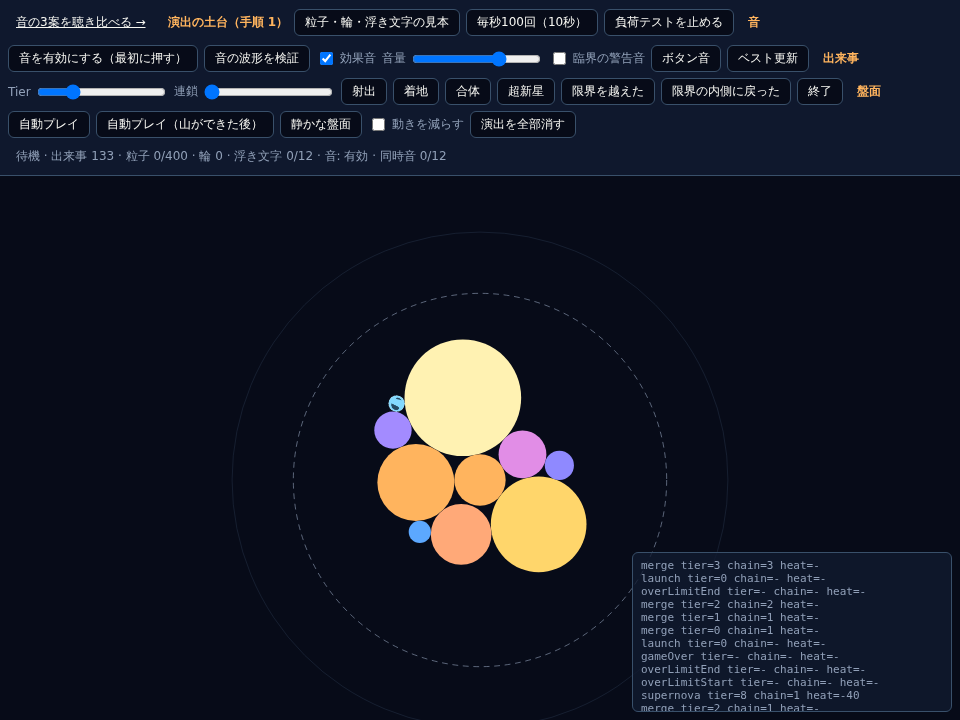 音の3案を聴き比べる → 演出の土台（手順 1） 粒子・輪・浮き文字の見本 毎秒100回（10秒） 負荷テストを止める 音
音を有効にする（最初に押す） 音の波形を検証 効果音 音量 臨界の警告音 ボタン音 ベスト更新 出来事
Tier 連鎖 射出 着地 合体 超新星 限界を越えた 限界の内側に戻った 終了 盤面
自動プレイ 自動プレイ（山ができた後） 静かな盤面 動きを減らす 演出を全部消す
待機 · 出来事 133 · 粒子 0/400 · 輪 0 · 浮き文字 0/12 · 音: 有効 · 同時音 0/12
merge tier=3 chain=3 heat=-
launch tier=0 chain=- heat=-
overLimitEnd tier=- chain=- heat=-
merge tier=2 chain=2 heat=-
merge tier=1 chain=1 heat=-
merge tier=0 chain=1 heat=-
launch tier=0 chain=- heat=-
gameOver tier=- chain=- heat=-
overLimitEnd tier=- chain=- heat=-
overLimitStart tier=- chain=- heat=-
supernova tier=8 chain=1 heat=-40
merge tier=2 chain=1 heat=-